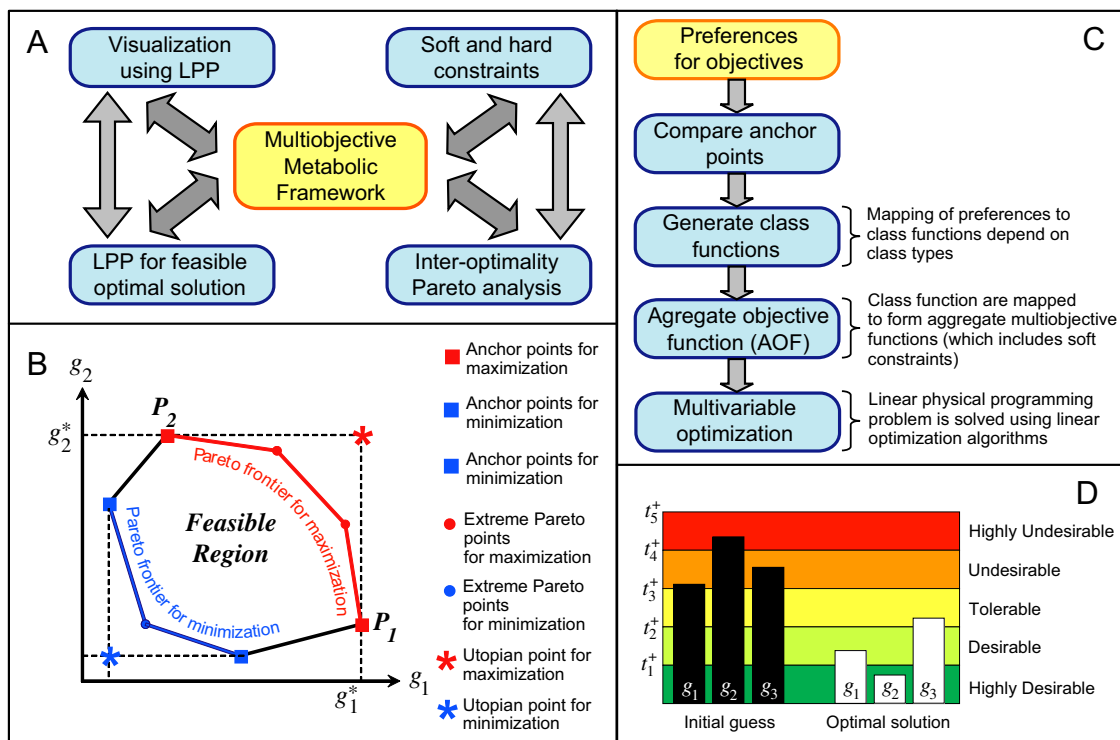 A
Visualization
using LPP
Soft and hard
constraints
Multiobjective
Metabolic
Framework
LPP for feasible
optimal solution
Inter-optimality
Pareto analysis
B
g2
g2*
P2
Pareto frontier for maximization
Feasible
Region
Pareto frontier for minimization
P1
g1*
g1
Anchor points for
maximization
Anchor points for
minimization
Anchor points for
minimization
Extreme Pareto
points
for maximization
Extreme Pareto
points
for minimization
Utopian point for
maximization
Utopian point for
minimization
C
Preferences
for objectives
Compare anchor
points
Generate class
functions
Mapping of preferences to
class functions depend on
class types
Agregate objective
function (AOF)
Class function are mapped
to form aggregate multiobjective
functions (which includes soft
constraints)
Multivariable
optimization
Linear physical programming
problem is solved using linear
optimization algorithms
D
t5+
Highly Undesirable
t4+
Undesirable
t3+
Tolerable
t2+
Desirable
t1+
Highly Desirable
g1 g2 g3 g1 g2 g3
Initial guess Optimal solution